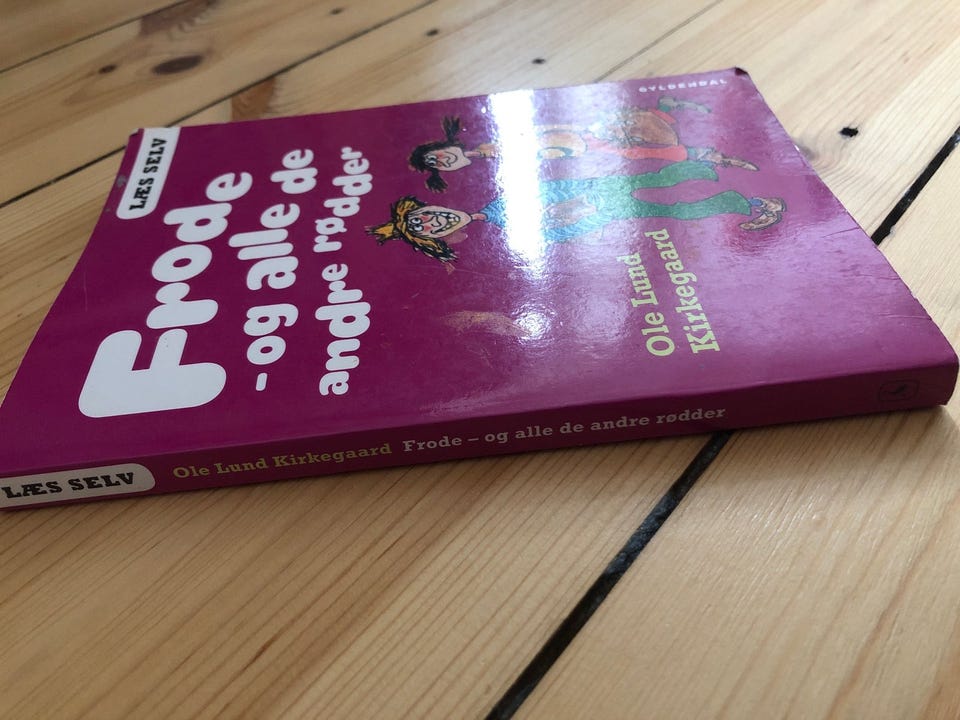 LÆS SELV
Frode
- og alle de
andre rødder
GYLDENDAL
Ole Lund
Kirkegaard
LÆS SELV Ole Lund Kirkegaard Frode – og alle de andre rødder